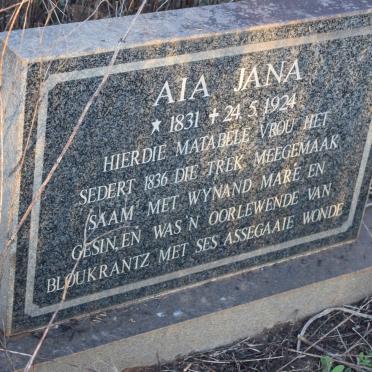 AIA JANA
* 1831 + 24.5.1924
HIERDIE MATABELE VROU HET
SEDERT 1836 DIE TREK MEEGEMAAK
(SAAM MET WYNAND MARÉ EN
GESIN,EN WAS 'N OORLEWENDE VAN
BLOUKRANTZ MET SES ASSEGAAIE WONDE